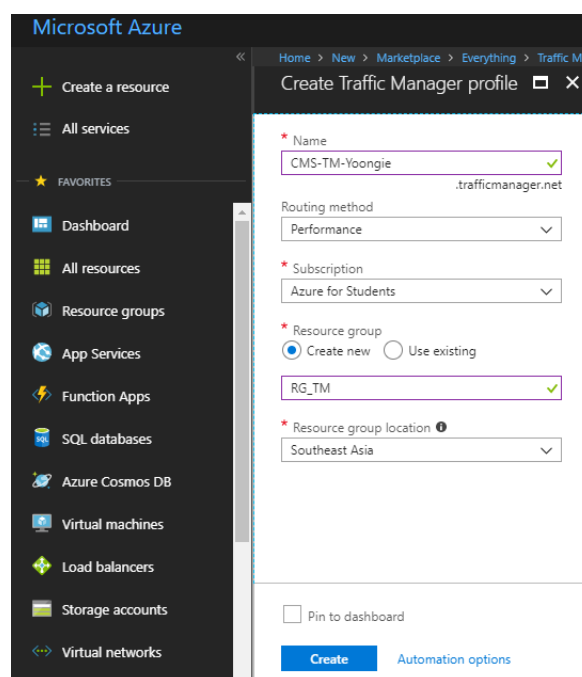 Microsoft Azure
«
Create a resource
All services
FAVORITES
Dashboard
All resources
Resource groups
App Services
Function Apps
SQL databases
Azure Cosmos DB
Virtual machines
Load balancers
Storage accounts
Virtual networks
Home > New > Marketplace > Everything > Traffic M
Create Traffic Manager profile
* Name
CMS-TM-Yoongie
.trafficmanager.net
Routing method
Performance
* Subscription
Azure for Students
* Resource group
Create new Use existing
RG_TM
* Resource group location
Southeast Asia
Pin to dashboard
Create Automation options